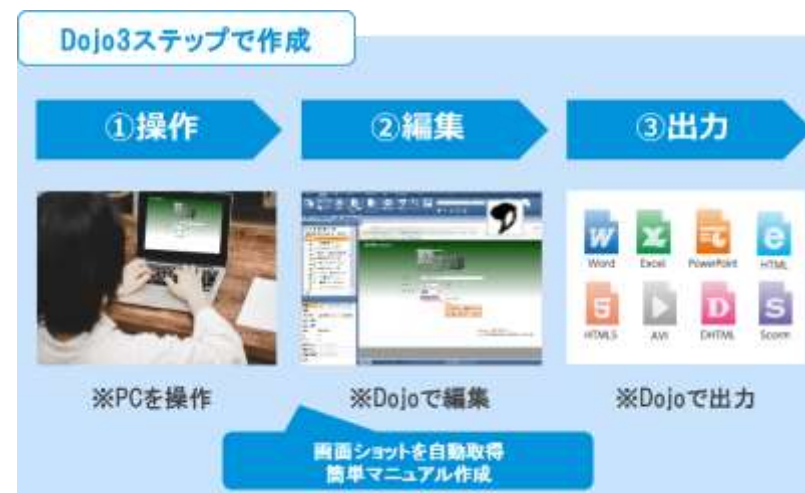 Dojo3ステップで作成
①操作
②編集
③出力
W
X
e
Word
Excel
PowerPoint
HTML
5
D
S
HTML5
AVI
DHTML
Scorm
※PCを操作
※Dojoで編集
※Dojoで出力
画面ショットを自動取得
簡単マニュアル作成